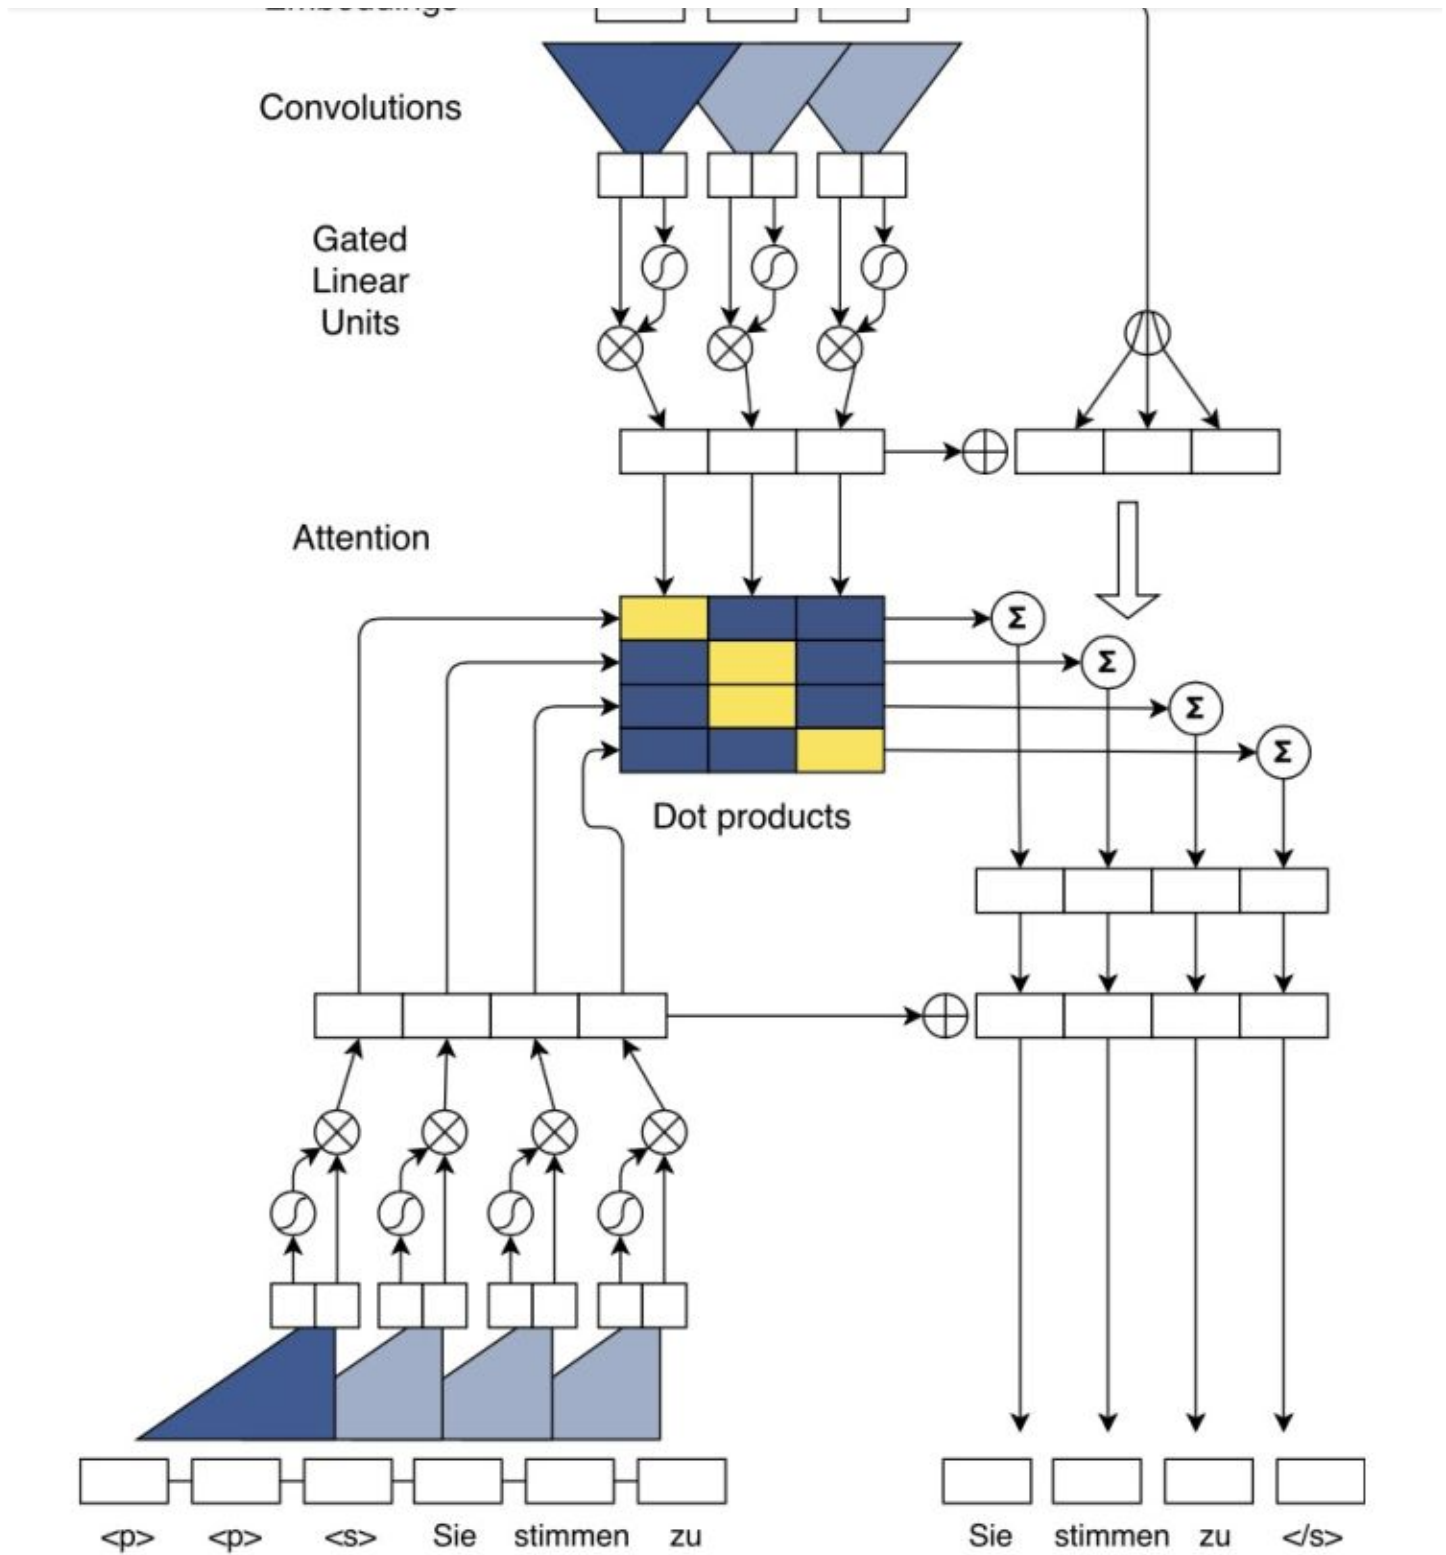 Convolutions
Gated
Linear
Units
Attention
Σ
Σ
Σ
Σ
Dot products
<p> <p> <s> Sie stimmen zu
Sie stimmen zu </s>